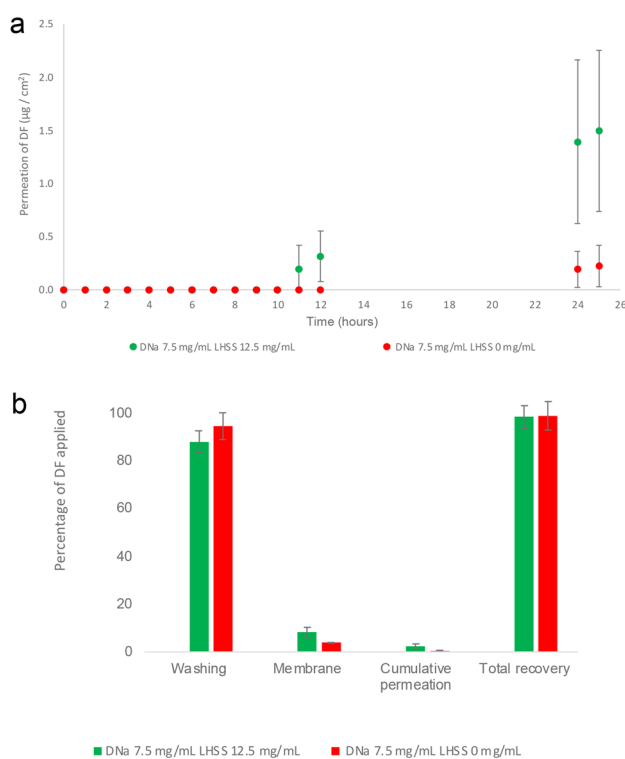 a
2.5
2.0
1.5
1.0
0.5
0.0
Permeation of DF (µg / cm²)
0 2 4 6 8 10 12 14 16 18 20 22 24 26
Time (hours)
DNa 7.5 mg/mL LHSS 12.5 mg/mL DNa 7.5 mg/mL LHSS 0 mg/mL
b
100
80
60
40
20
0
Percentage of DF applied
Washing Membrane Cumulative permeation Total recovery
DNa 7.5 mg/mL LHSS 12.5 mg/mL DNa 7.5 mg/mL LHSS 0 mg/mL